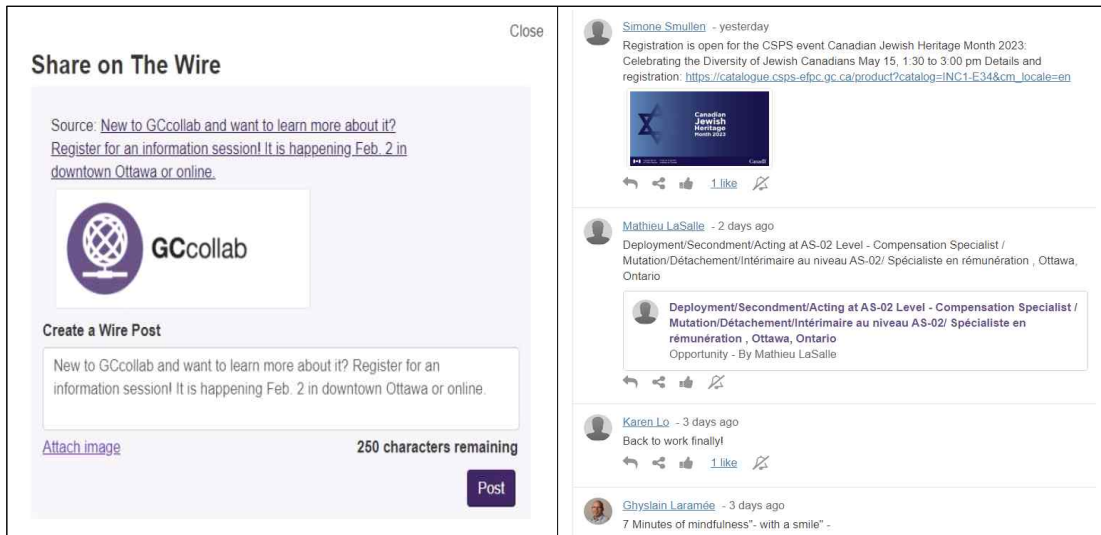 Close
Share on The Wire
Source: New to GCcollab and want to learn more about it?
Register for an information session! It is happening Feb. 2 in
downtown Ottawa or online.
GCcollab
Create a Wire Post
New to GCcollab and want to learn more about it? Register for an
information session! It is happening Feb. 2 in downtown Ottawa or online.
Attach image
250 characters remaining
Post
Simone Smullen - yesterday
Registration is open for the CSPS event Canadian Jewish Heritage Month 2023:
Celebrating the Diversity of Jewish Canadians May 15, 1:30 to 3:00 pm Details and
registration: https://catalogue.csps-efpc.gc.ca/product?catalog=INC1-E34&cm_locale=en
Canadian
Jewish
Heritage
Month 2023
Canada
1 like
Mathieu LaSalle - 2 days ago
Deployment/Secondment/Acting at AS-02 Level - Compensation Specialist /
Mutation/Détachement/Intérimaire au niveau AS-02/ Spécialiste en rémunération , Ottawa,
Ontario
Deployment/Secondment/Acting at AS-02 Level - Compensation Specialist /
Mutation/Détachement/Intérimaire au niveau AS-02/ Spécialiste en
rémunération , Ottawa, Ontario
Opportunity - By Mathieu LaSalle
Karen Lo - 3 days ago
Back to work finally!
1 like
Ghyslain Laramée - 3 days ago
7 Minutes of mindfulness"- with a smile" -